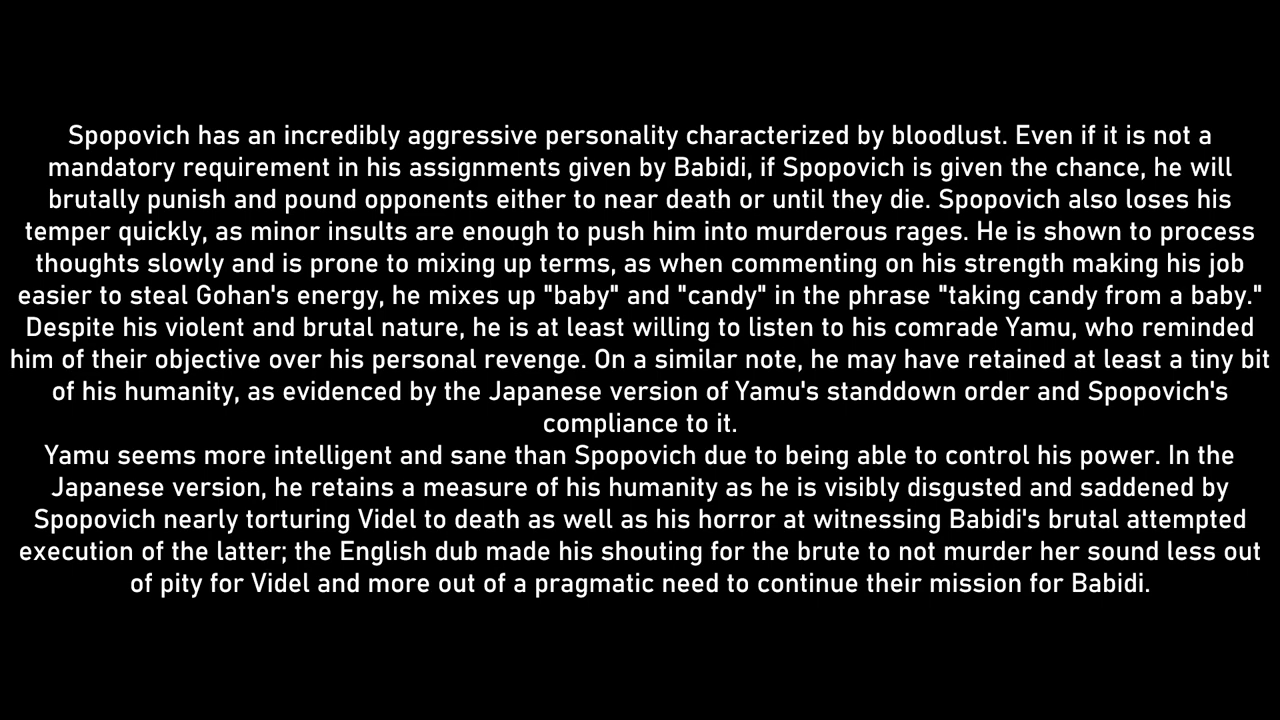 Spopovich has an incredibly aggressive personality characterized by bloodlust. Even if it is not a
mandatory requirement in his assignments given by Babidi, if Spopovich is given the chance, he will
brutally punish and pound opponents either to near death or until they die. Spopovich also loses his
temper quickly, as minor insults are enough to push him into murderous rages. He is shown to process
thoughts slowly and is prone to mixing up terms, as when commenting on his strength making his job
easier to steal Gohan's energy, he mixes up "baby" and "candy" in the phrase "taking candy from a baby."
Despite his violent and brutal nature, he is at least willing to listen to his comrade Yamu, who reminded
him of their objective over his personal revenge. On a similar note, he may have retained at least a tiny bit
of his humanity, as evidenced by the Japanese version of Yamu's standdown order and Spopovich's
compliance to it.
Yamu seems more intelligent and sane than Spopovich due to being able to control his power. In the
Japanese version, he retains a measure of his humanity as he is visibly disgusted and saddened by
Spopovich nearly torturing Videl to death as well as his horror at witnessing Babidi's brutal attempted
execution of the latter; the English dub made his shouting for the brute to not murder her sound less out
of pity for Videl and more out of a pragmatic need to continue their mission for Babidi.